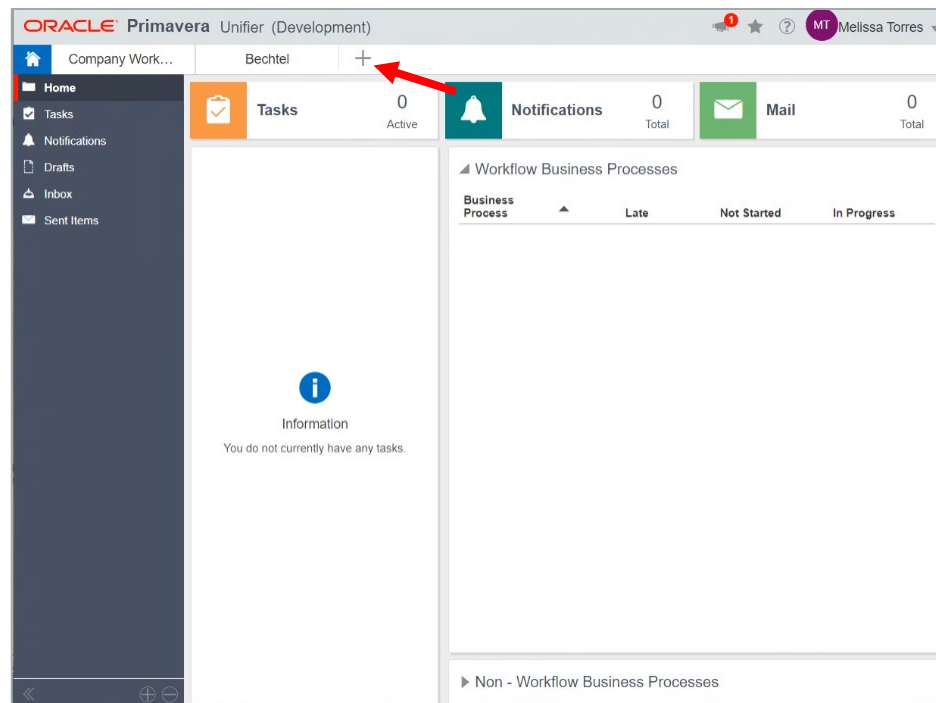 ORACLE Primavera Unifier (Development)
1
MT Melissa Torres
Company Work... Bechtel
Home
Tasks
Notifications
Drafts
Inbox
Sent Items
Tasks 0 Active
Notifications 0 Total
Mail 0 Total
Workflow Business Processes
Business Process Late Not Started In Progress
Information
You do not currently have any tasks.
Non - Workflow Business Processes